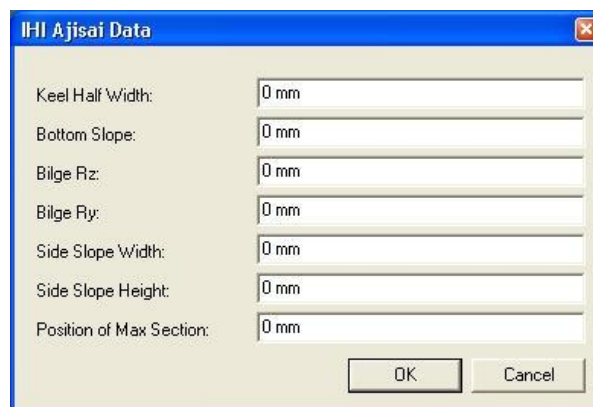 IHI Ajisai Data
Keel Half Width: 0 mm
Bottom Slope: 0 mm
Bilge Rz: 0 mm
Bilge Ry: 0 mm
Side Slope Width: 0 mm
Side Slope Height: 0 mm
Position of Max Section: 0 mm
OK Cancel